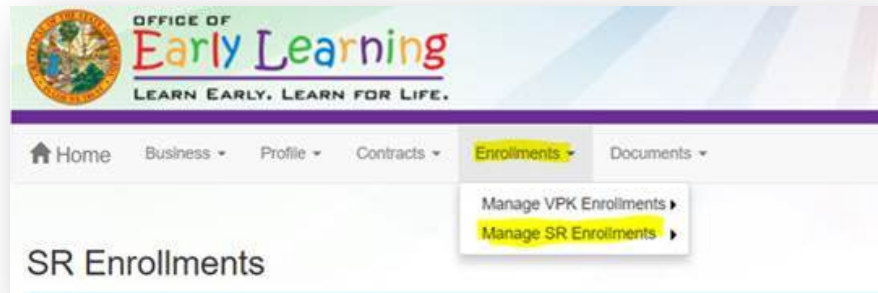 OFFICE OF
Early Learning
LEARN EARLY. LEARN FOR LIFE.
Home Business Profile Contracts Enrollments Documents
Manage VPK Enrollments
Manage SR Enrollments
SR Enrollments